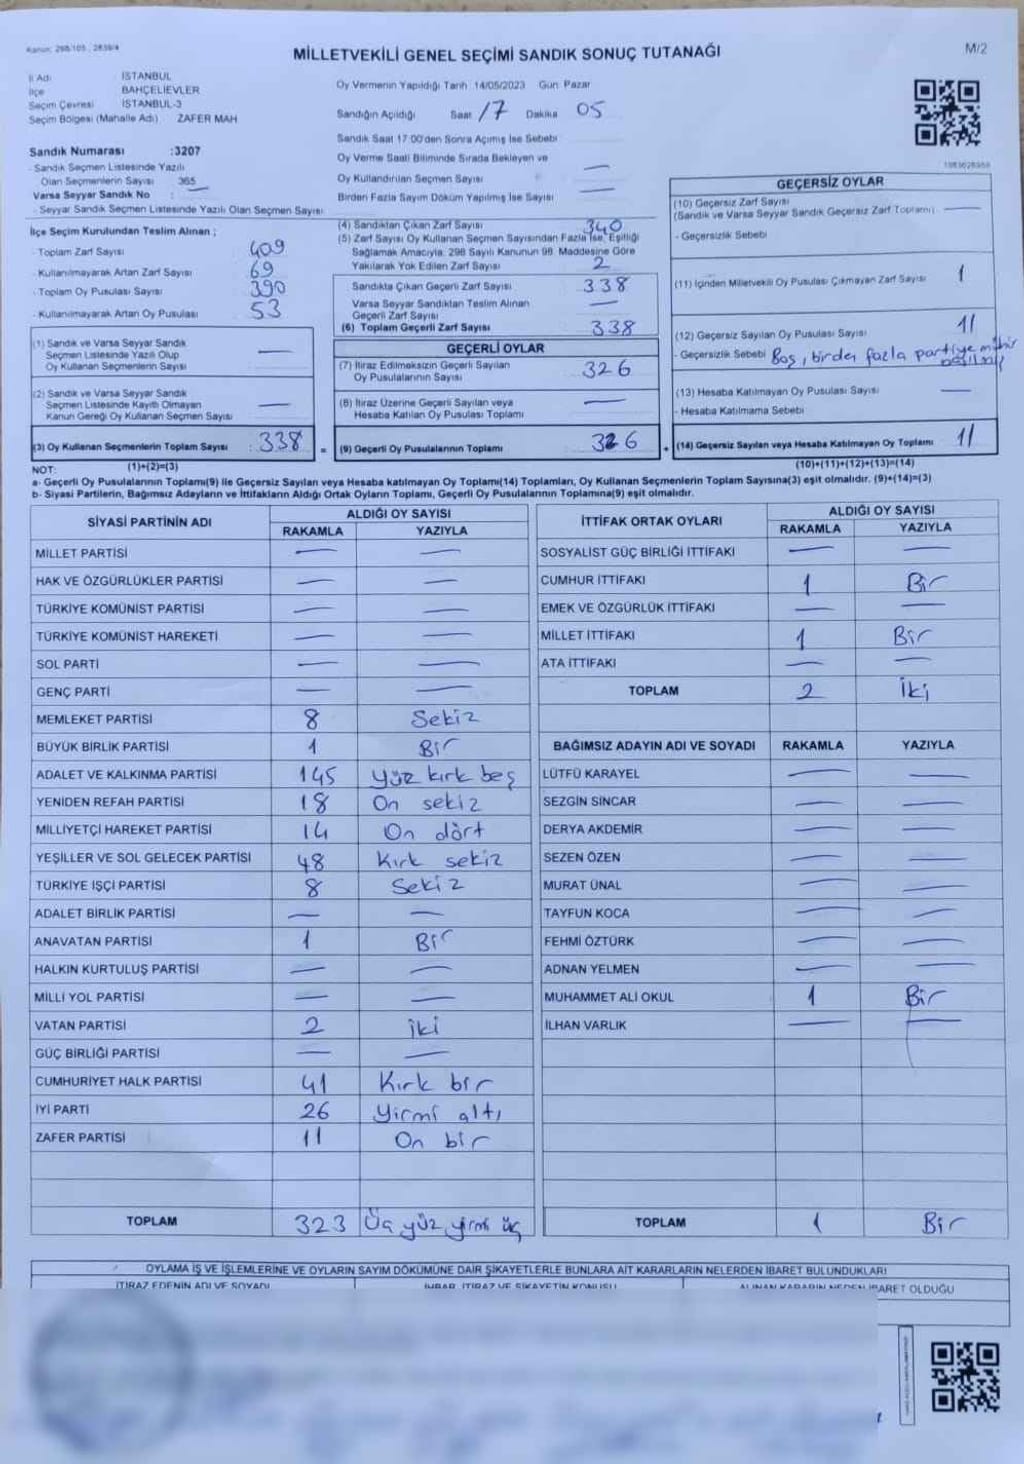 Kanun: 298/105 , 2839/4
MİLLETVEKİLİ GENEL SEÇİMİ SANDIK SONUÇ TUTANAĞI
M/2
İl Adı İSTANBUL
İlçe BAHÇELİEVLER
Seçim Çevresi İSTANBUL-3
Seçim Bölgesi (Mahalle Adı) ZAFER MAH
Oy Vermenin Yapıldığı Tarih 14/05/2023 Gün Pazar
Sandığın Açıldığı Saat 17 Dakika 05
Sandık Saat 17:00'den Sonra Açımış İse Sebebi
Oy Verme Saati Bitiminde Sırada Bekleyen ve
Oy Kullandırılan Seçmen Sayısı —
Birden Fazla Sayım Döküm Yapılmış İse Sayısı —
Sandık Numarası :3207
- Sandık Seçmen Listesinde Yazılı
Olan Seçmenlerin Sayısı 365
Varsa Seyyar Sandık No : —
- Seyyar Sandık Seçmen Listesinde Yazılı Olan Seçmen Sayısı
İlçe Seçim Kurulundan Teslim Alınan ;
- Toplam Zarf Sayısı 409
- Kullanılmayarak Artan Zarf Sayısı 69
- Toplam Oy Pusulası Sayısı 390
- Kullanılmayarak Artan Oy Pusulası 53
(1) Sandık ve Varsa Seyyar Sandık
Seçmen Listesinde Yazılı Olup
Oy Kullanan Seçmenlerin Sayısı —
(2) Sandık ve Varsa Seyyar Sandık
Seçmen Listesinde Kayıtlı Olmayan
Kanun Gereği Oy Kullanan Seçmen Sayısı —
(3) Oy Kullanan Seçmenlerin Toplam Sayısı : 338 =
NOT: (1)+(2)=(3)
(4) Sandıktan Çıkan Zarf Sayısı 340
(5) Zarf Sayısı Oy Kullanan Seçmen Sayısından Fazla İse, Eşitliği
Sağlamak Amacıyla, 298 Sayılı Kanunun 98. Maddesine Göre
Yakılarak Yok Edilen Zarf Sayısı 2
Sandıkta Çıkan Geçerli Zarf Sayısı 338
Varsa Seyyar Sandıktan Teslim Alınan
Geçerli Zarf Sayısı —
(6) Toplam Geçerli Zarf Sayısı 338
GEÇERLİ OYLAR
(7) İtiraz Edilmeksizin Geçerli Sayılan
Oy Pusulalarının Sayısı 326
(8) İtiraz Üzerine Geçerli Sayılan veya
Hesaba Katılan Oy Pusulası Toplamı —
(9) Geçerli Oy Pusulalarının Toplamı 326 +
GEÇERSİZ OYLAR
(10) Geçersiz Zarf Sayısı
(Sandık ve Varsa Seyyar Sandık Geçersiz Zarf Toplamı) —
- Geçersizlik Sebebi
(11) İçinden Milletvekili Oy Pusulası Çıkmayan Zarf Sayısı 1
(12) Geçersiz Sayılan Oy Pusulası Sayısı 11
- Geçersizlik Sebebi Boş, birden fazla partiye mühür
(13) Hesaba Katılmayan Oy Pusulası Sayısı —
- Hesaba Katılmama Sebebi
(14) Geçersiz Sayılan veya Hesaba Katılmayan Oy Toplamı 11
(10)+(11)+(12)+(13)=(14)
a- Geçerli Oy Pusulalarının Toplamı(9) ile Geçersiz Sayılan veya Hesaba katılmayan Oy Toplamı(14) Toplamları, Oy Kullanan Seçmenlerin Toplam Sayısına(3) eşit olmalıdır. (9)+(14)=(3)
b- Siyasi Partilerin, Bağımsız Adayların ve İttifakların Aldığı Ortak Oyların Toplamı, Geçerli Oy Pusulalarının Toplamına(9) eşit olmalıdır.
SİYASİ PARTİNİN ADI ALDIĞI OY SAYISI
RAKAMLA YAZIYLA
MİLLET PARTİSİ — —
HAK VE ÖZGÜRLÜKLER PARTİSİ — —
TÜRKİYE KOMÜNİST PARTİSİ — —
TÜRKİYE KOMÜNİST HAREKETİ — —
SOL PARTİ — —
GENÇ PARTİ — —
MEMLEKET PARTİSİ 8 Sekiz
BÜYÜK BİRLİK PARTİSİ 1 Bir
ADALET VE KALKINMA PARTİSİ 145 Yüz kırk beş
YENİDEN REFAH PARTİSİ 18 On sekiz
MİLLİYETÇİ HAREKET PARTİSİ 14 On dört
YEŞİLLER VE SOL GELECEK PARTİSİ 48 Kırk sekiz
TÜRKİYE İŞÇİ PARTİSİ 8 Sekiz
ADALET BİRLİK PARTİSİ — —
ANAVATAN PARTİSİ 1 Bir
HALKIN KURTULUŞ PARTİSİ — —
MİLLİ YOL PARTİSİ — —
VATAN PARTİSİ 2 iki
GÜÇ BİRLİĞİ PARTİSİ — —
CUMHURİYET HALK PARTİSİ 41 Kırk bir
İYİ PARTİ 26 Yirmi altı
ZAFER PARTİSİ 11 On bir
TOPLAM 323 Üç yüz yirmi üç
İTTİFAK ORTAK OYLARI ALDIĞI OY SAYISI
RAKAMLA YAZIYLA
SOSYALİST GÜÇ BİRLİĞİ İTTİFAKI — —
CUMHUR İTTİFAKI 1 Bir
EMEK VE ÖZGÜRLÜK İTTİFAKI — —
MİLLET İTTİFAKI 1 Bir
ATA İTTİFAKI — —
TOPLAM 2 İki
BAĞIMSIZ ADAYIN ADI VE SOYADI RAKAMLA YAZIYLA
LÜTFÜ KARAYEL — —
SEZGİN SİNCAR — —
DERYA AKDEMİR — —
SEZEN ÖZEN — —
MURAT ÜNAL — —
TAYFUN KOCA — —
FEHMİ ÖZTÜRK — —
ADNAN YELMEN — —
MUHAMMET ALİ OKUL 1 Bir
İLHAN VARLIK — —
TOPLAM 1 Bir
OYLAMA İŞ VE İŞLEMLERİNE VE OYLARIN SAYIM DÖKÜMÜNE DAİR ŞİKAYETLERLE BUNLARA AİT KARARLARIN NELERDEN İBARET BULUNDUKLARI
İTİRAZ EDENİN ADI VE SOYADI İHBAR, İTİRAZ VE ŞİKAYETİN KONUSU ALINAN KARARIN NEDEN İBARET OLDUĞU